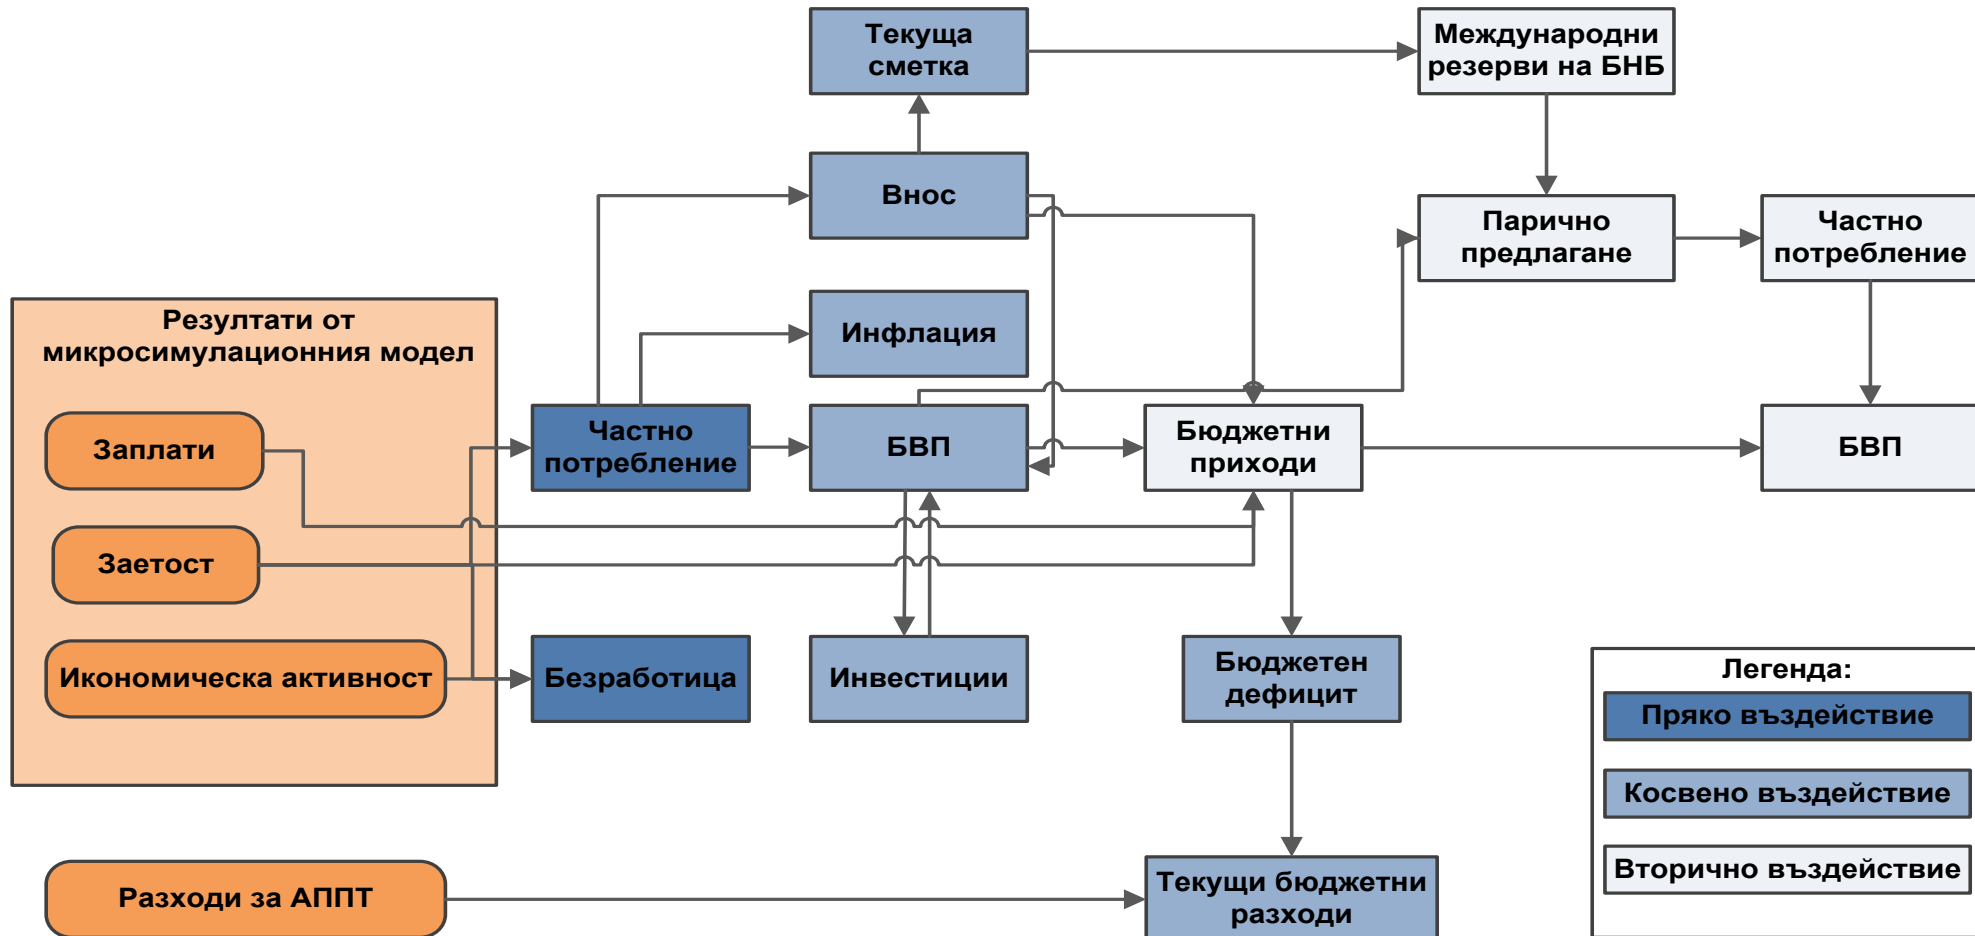 Текуща
сметка
Международни
резерви на БНБ
Внос
Парично
предлагане
Частно
потребление
Резултати от
микросимулационния модел
Инфлация
Заплати
Частно
потребление
БВП
Бюджетни
приходи
БВП
Заетост
Икономическа активност
Безработица
Инвестиции
Бюджетен
дефицит
Легенда:
Пряко въздействие
Косвено въздействие
Вторично въздействие
Разходи за АППТ
Текущи бюджетни
разходи